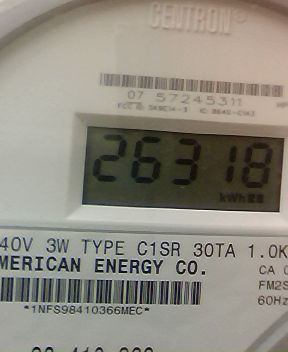 CENTRON®
07 57245311
26318
kWh
40V 3W TYPE C1SR 30TA 1.0K
MERICAN ENERGY CO.
CA 0
FM2S
60Hz
*1NFS98410366MEC*